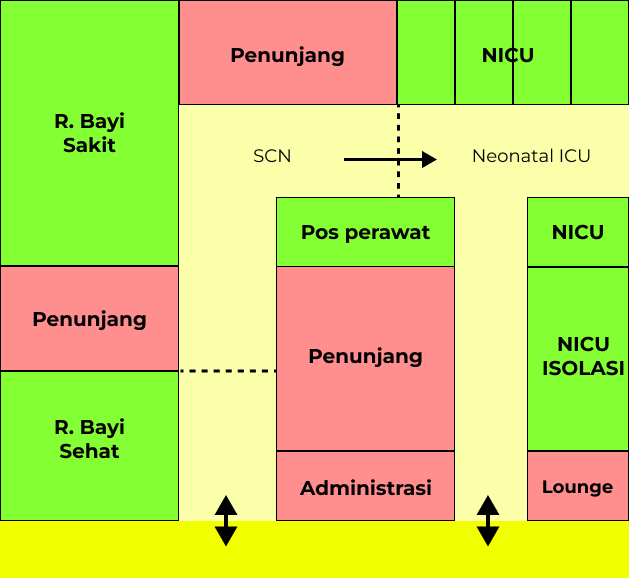 Penunjang
NICU
R. Bayi
Sakit
SCN
Neonatal ICU
Pos perawat
NICU
Penunjang
Penunjang
NICU
ISOLASI
R. Bayi
Sehat
Administrasi
Lounge